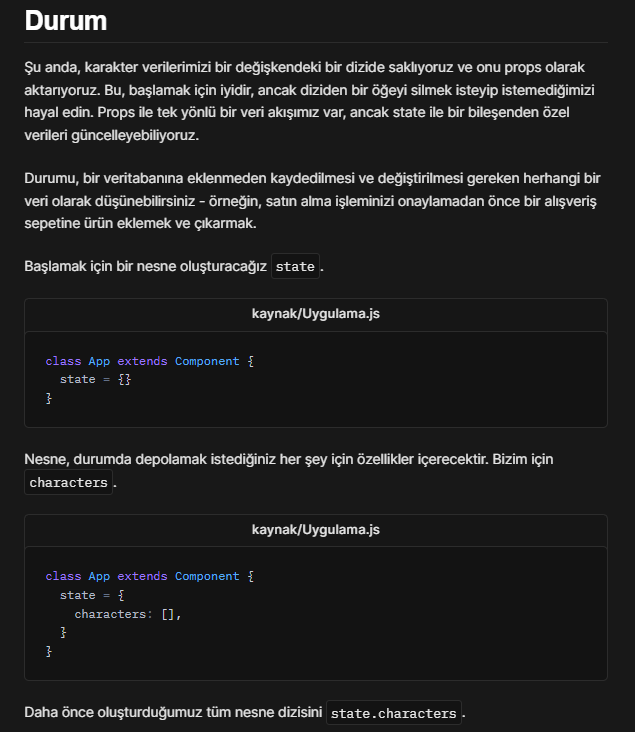 Durum
Şu anda, karakter verilerimizi bir değişkendeki bir dizide saklıyoruz ve onu props olarak
aktarıyoruz. Bu, başlamak için iyidir, ancak diziden bir öğeyi silmek isteyip istemediğimizi
hayal edin. Props ile tek yönlü bir veri akışımız var, ancak state ile bir bileşenden özel
verileri güncelleyebiliyoruz.
Durumu, bir veritabanına eklenmeden kaydedilmesi ve değiştirilmesi gereken herhangi bir
veri olarak düşünebilirsiniz - örneğin, satın alma işleminizi onaylamadan önce bir alışveriş
sepetine ürün eklemek ve çıkarmak.
Başlamak için bir nesne oluşturacağız state.
kaynak/Uygulama.js
class App extends Component {
  state = {}
}
Nesne, durumda depolamak istediğiniz her şey için özellikler içerecektir. Bizim için
characters.
kaynak/Uygulama.js
class App extends Component {
  state = {
    characters: [],
  }
}
Daha önce oluşturduğumuz tüm nesne dizisini state.characters.